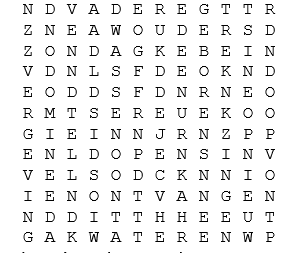 N D V A D E R E G T T R
Z N E A W O U D E R S D
Z O N D A G K E B E I N
V D N L S F D E O K N D
E O D D S F D N R N E O
R M T S E R E U E K O O
G I E I N N J R N Z P P
E N L D O P E N S I N V
V E L S O D C K N N I O
I E N O N T V A N G E N
N D D I T T H H E E U T
G A K W A T E R E N W P